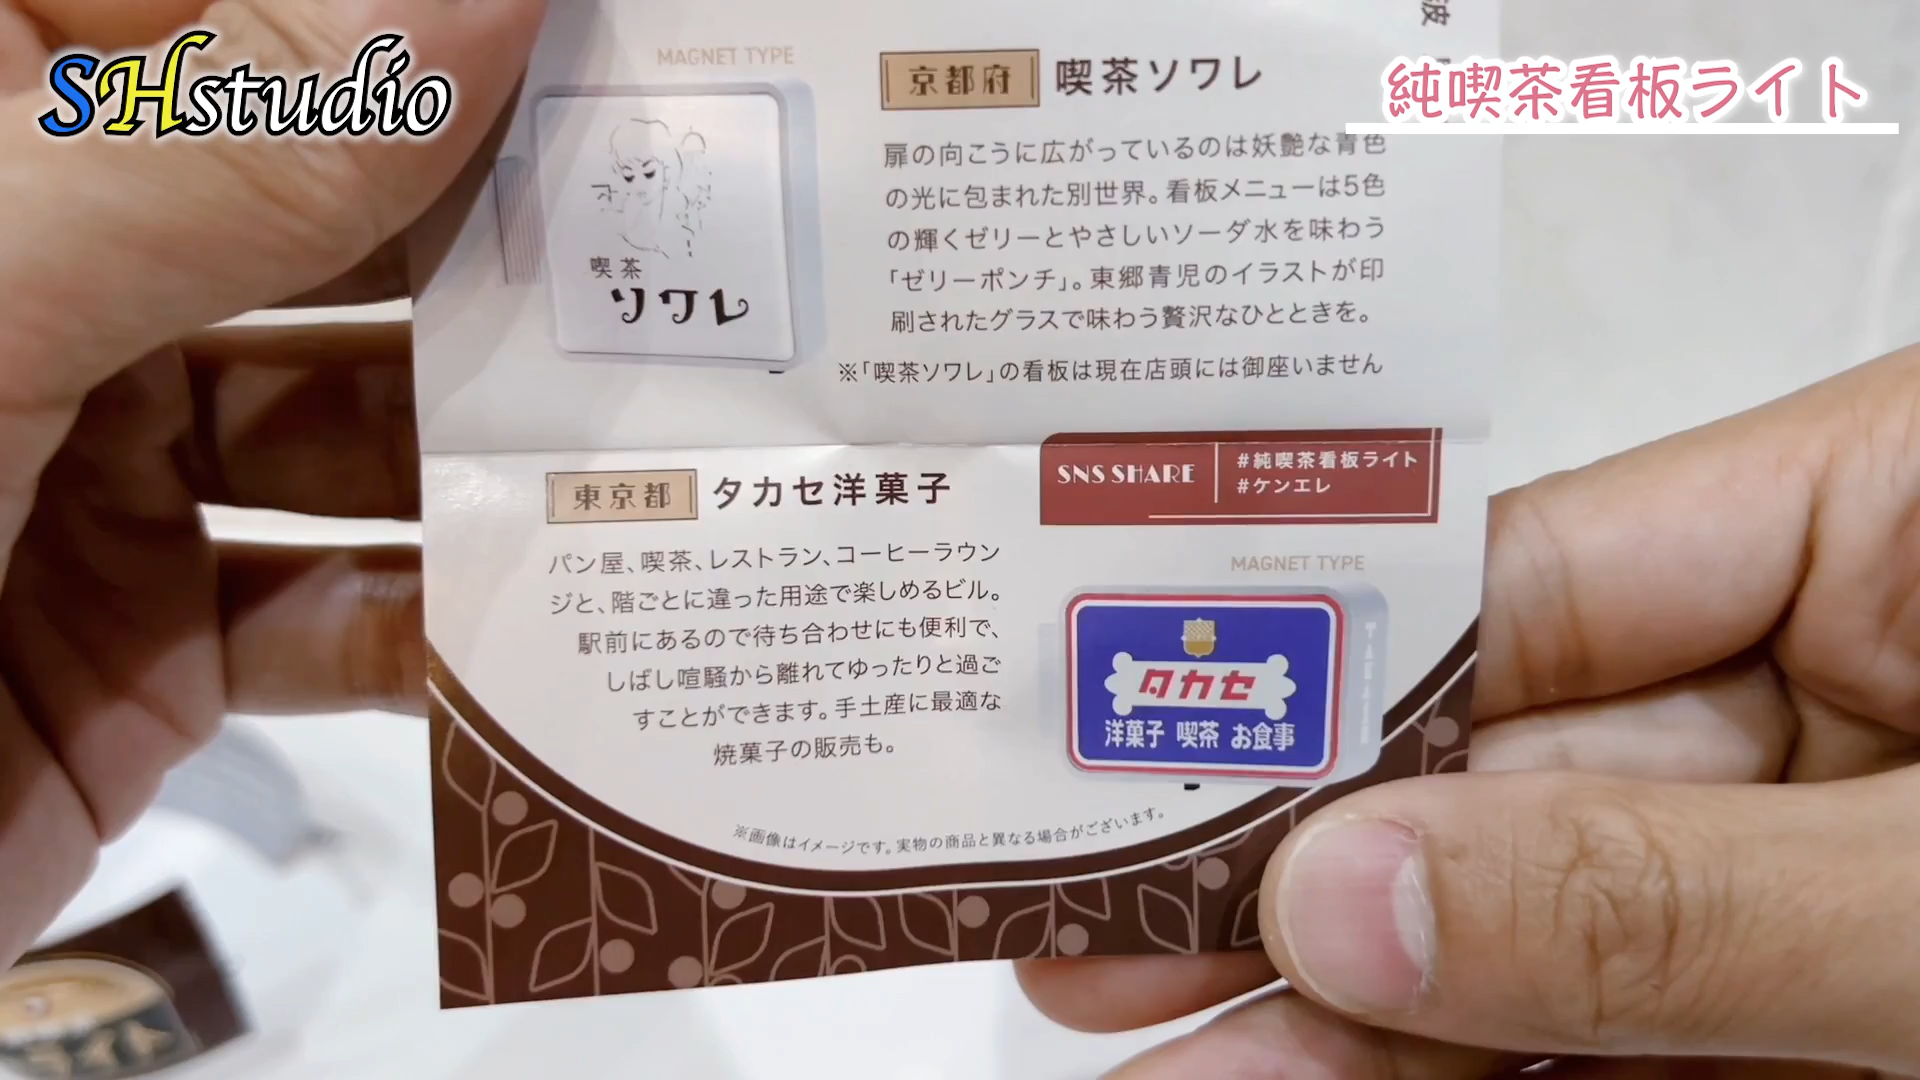 SHstudio
純喫茶看板ライト
波
MAGNET TYPE
喫茶
ソワレ
京都府 喫茶ソワレ
扉の向こうに広がっているのは妖艶な青色
の光に包まれた別世界。看板メニューは5色
の輝くゼリーとやさしいソーダ水を味わう
「ゼリーポンチ」。東郷青児のイラストが印
刷されたグラスで味わう贅沢なひとときを。
※「喫茶ソワレ」の看板は現在店頭には御座いません
東京都 タカセ洋菓子
パン屋、喫茶、レストラン、コーヒーラウン
ジと、階ごとに違った用途で楽しめるビル。
駅前にあるので待ち合わせにも便利で、
しばし喧騒から離れてゆったりと過ご
すことができます。手土産に最適な
焼菓子の販売も。
SNS SHARE
#純喫茶看板ライト
#ケンエレ
MAGNET TYPE
タカセ
洋菓子 喫茶 お食事
※画像はイメージです。実物の商品と異なる場合がございます。
ライト